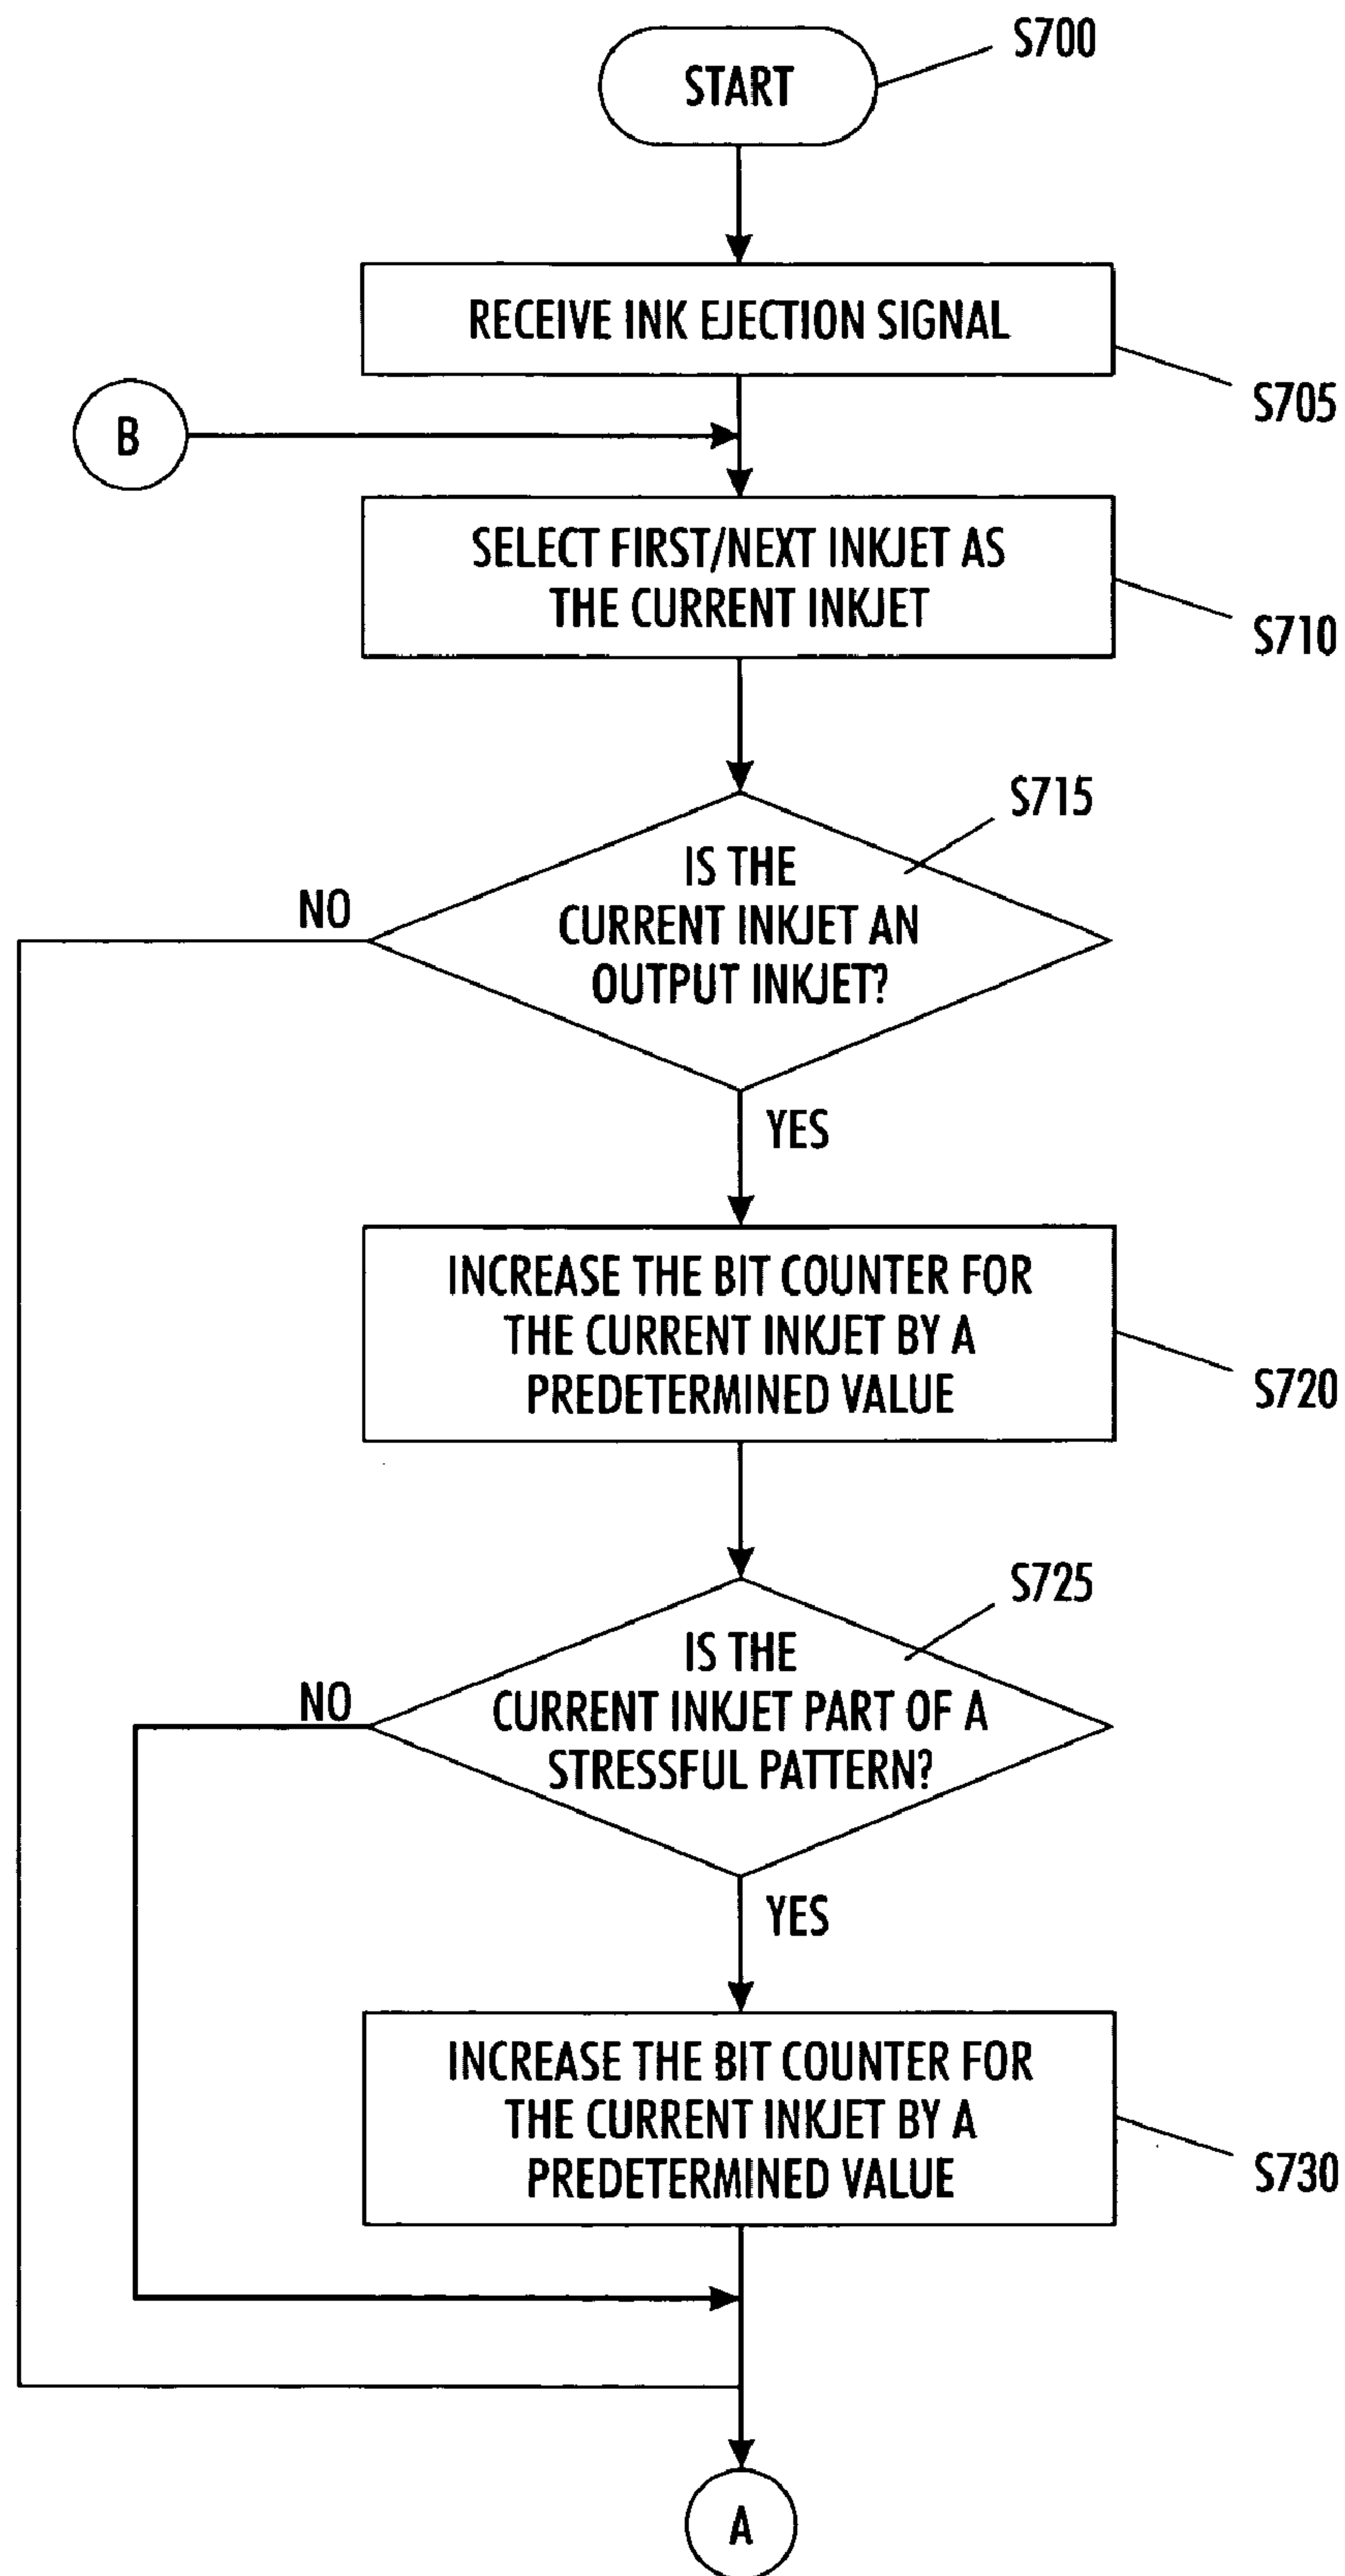 START
S700
RECEIVE INK EJECTION SIGNAL
S705
B
SELECT FIRST/NEXT INKJET AS
THE CURRENT INKJET
S710
S715
IS THE
CURRENT INKJET AN
OUTPUT INKJET?
NO
YES
INCREASE THE BIT COUNTER FOR
THE CURRENT INKJET BY A
PREDETERMINED VALUE
S720
S725
IS THE
CURRENT INKJET PART OF A
STRESSFUL PATTERN?
NO
YES
INCREASE THE BIT COUNTER FOR
THE CURRENT INKJET BY A
PREDETERMINED VALUE
S730
A